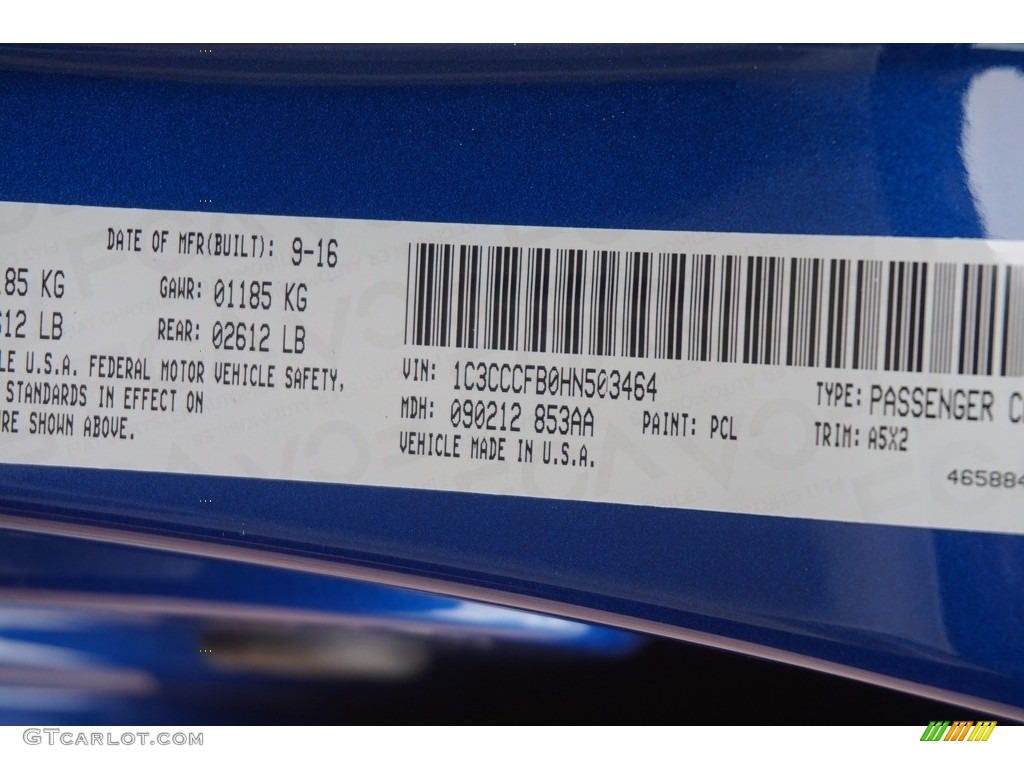 DATE OF MFR(BUILT): 9-16
185 KG GAWR: 01185 KG
612 LB REAR: 02612 LB
LE U.S.A. FEDERAL MOTOR VEHICLE SAFETY,
STANDARDS IN EFFECT ON
RE SHOWN ABOVE.
VIN: 1C3CCCFB0HN503464
MDH: 090212 853AA PAINT: PCL
VEHICLE MADE IN U.S.A.
TYPE: PASSENGER C
TRIM: A5X2
465884
GTCARLOT.COM